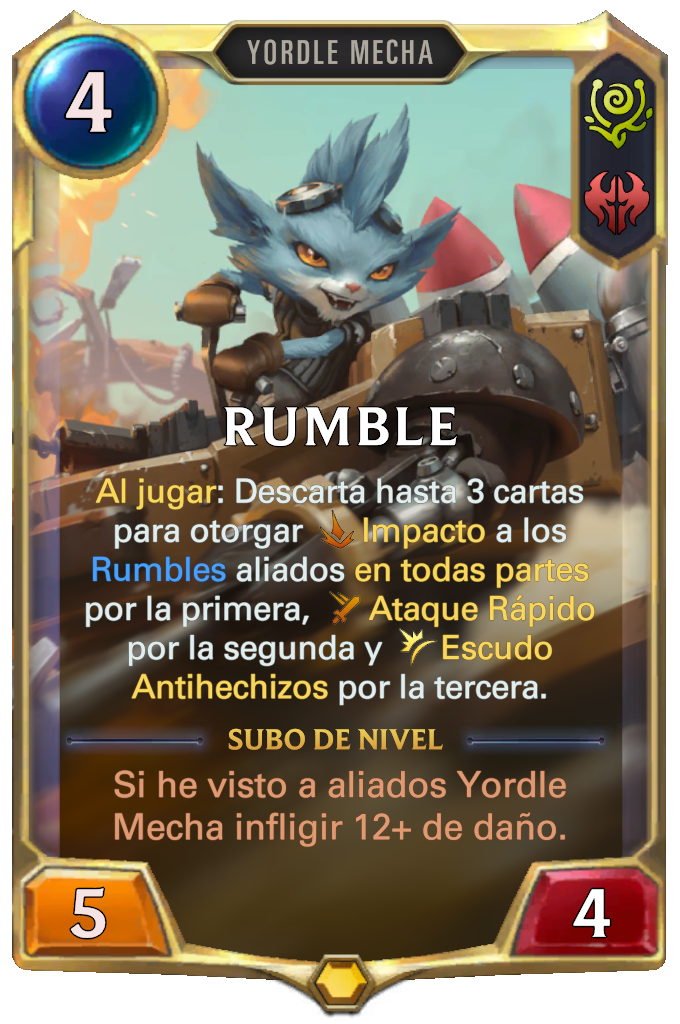 YORDLE MECHA
4
RUMBLE
Al jugar: Descarta hasta 3 cartas
para otorgar Impacto a los
Rumbles aliados en todas partes
por la primera, Ataque Rápido
por la segunda y Escudo
Antihechizos por la tercera.
SUBO DE NIVEL
Si he visto a aliados Yordle
Mecha infligir 12+ de daño.
5
4